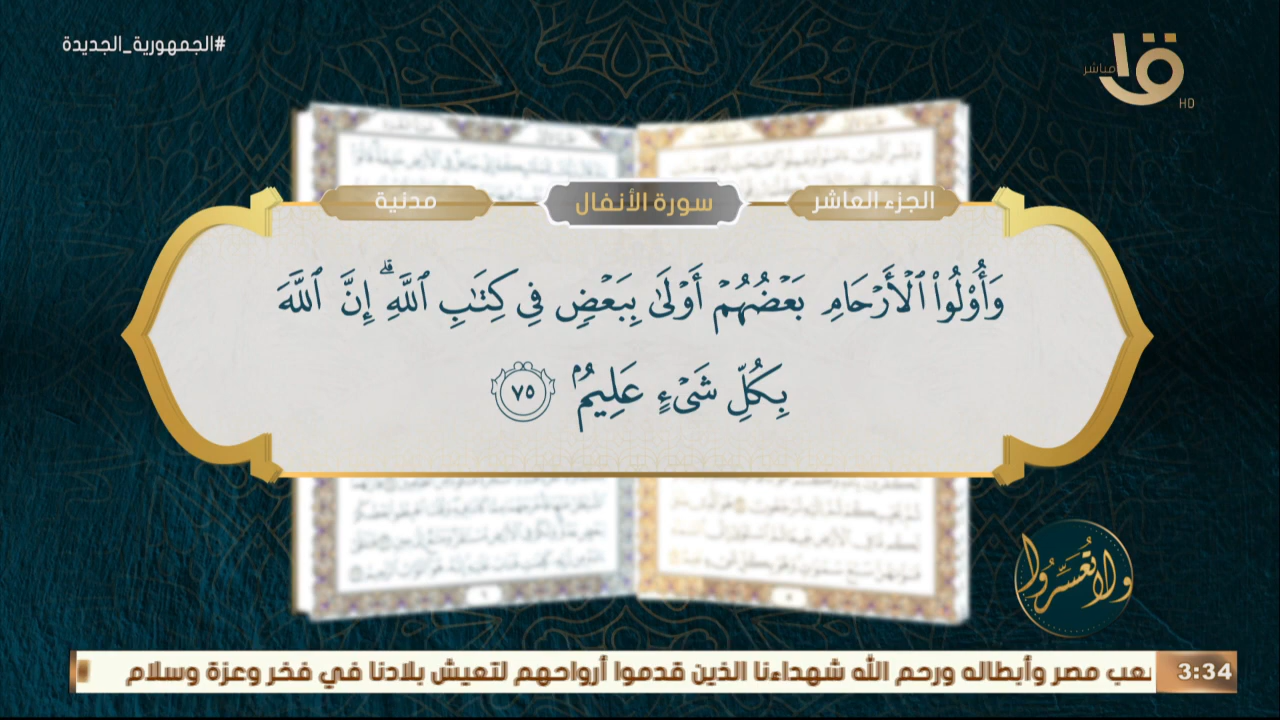 #الجمهورية_الجديدة
مباشر
HD
الجزء العاشر
سورة الأنفال
مدنية
وَأُوْلُواْ ٱلْأَرْحَامِ بَعْضُهُمْ أَوْلَىٰ بِبَعْضٍ فِي كِتَٰبِ ٱللَّهِۗ إِنَّ ٱللَّهَ
بِكُلِّ شَيْءٍ عَلِيمُۢ ٧٥
ولا تُعَسِّرُوا
3:34
عب مصر وأبطاله ورحم الله شهداءنا الذين قدموا أرواحهم لتعيش بلادنا في فخر وعزة وسلام